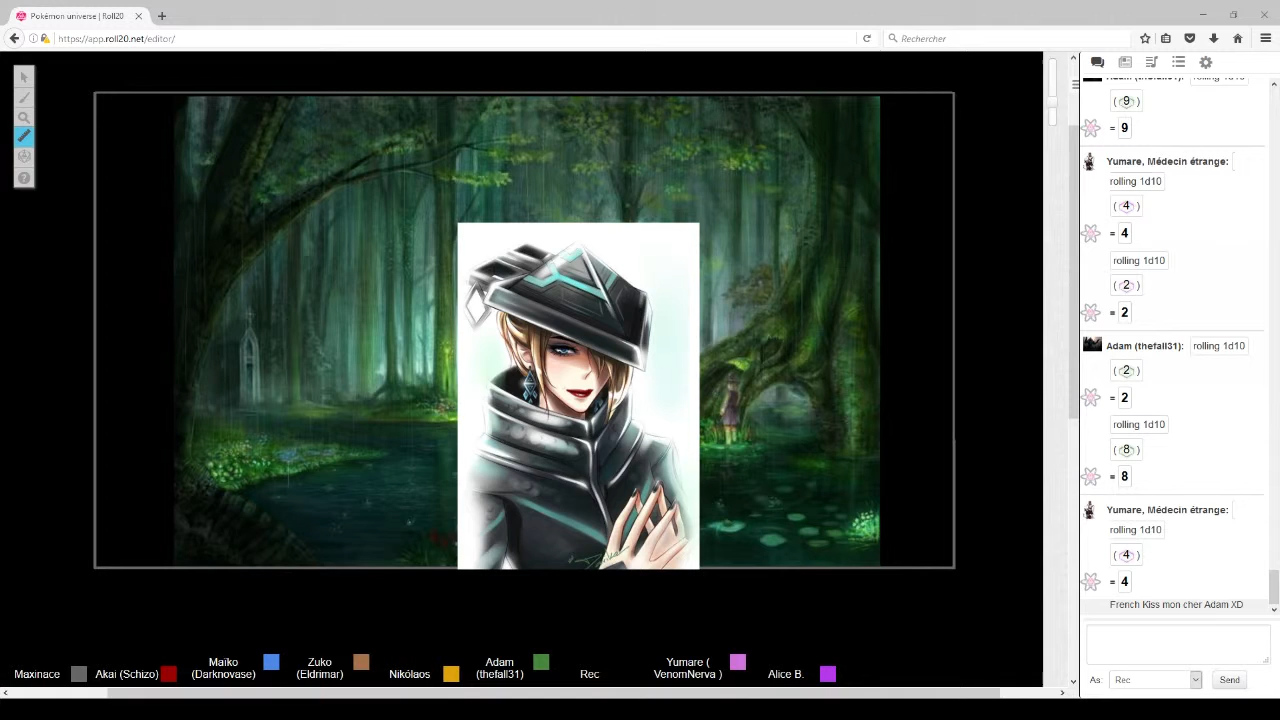 Pokémon universe | Roll20
https://app.roll20.net/editor/
Rechercher
rolling 1d10
( 9 )
= 9
Yumare, Médecin étrange:
rolling 1d10
( 4 )
= 4
rolling 1d10
( 2 )
= 2
Adam (thefall31): rolling 1d10
( 2 )
= 2
rolling 1d10
( 8 )
= 8
Yumare, Médecin étrange:
rolling 1d10
( 4 )
= 4
French Kiss mon cher Adam XD
As: Rec Send
Maxinace
Akai (Schizo)
Maïko
(Darknovase)
Zuko
(Eldrimar)
Nikólaos
Adam
(thefall31)
Rec
Yumare (
VenomNerva )
Alice B.